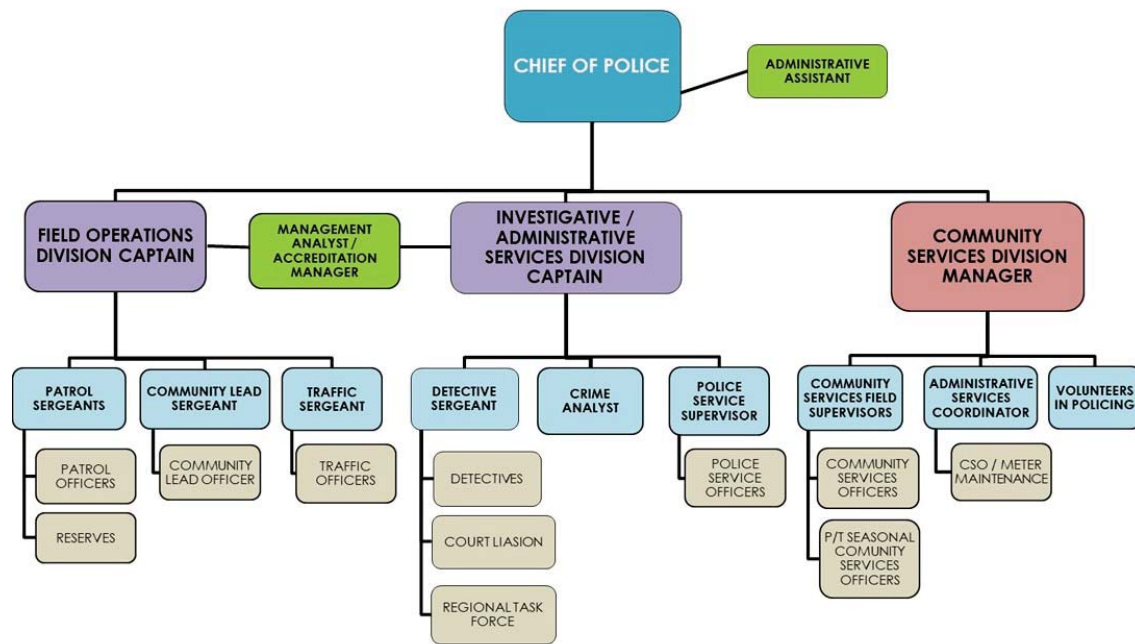 CHIEF OF POLICE
ADMINISTRATIVE
ASSISTANT
FIELD OPERATIONS
DIVISION CAPTAIN
MANAGEMENT
ANALYST /
ACCREDITATION
MANAGER
INVESTIGATIVE /
ADMINISTRATIVE
SERVICES DIVISION
CAPTAIN
COMMUNITY
SERVICES DIVISION
MANAGER
PATROL
SERGEANTS
COMMUNITY LEAD
SERGEANT
TRAFFIC
SERGEANT
DETECTIVE
SERGEANT
CRIME
ANALYST
POLICE
SERVICE
SUPERVISOR
COMMUNITY
SERVICES FIELD
SUPERVISORS
ADMINISTRATIVE
SERVICES
COORDINATOR
VOLUNTEERS
IN POLICING
PATROL
OFFICERS
RESERVES
COMMUNITY
LEAD OFFICER
TRAFFIC
OFFICERS
DETECTIVES
COURT LIASION
REGIONAL TASK
FORCE
POLICE
SERVICE
OFFICERS
COMMUNITY
SERVICES
OFFICERS
P/T SEASONAL
COMUNITY
SERVICES
OFFICERS
CSO / METER
MAINTENANCE